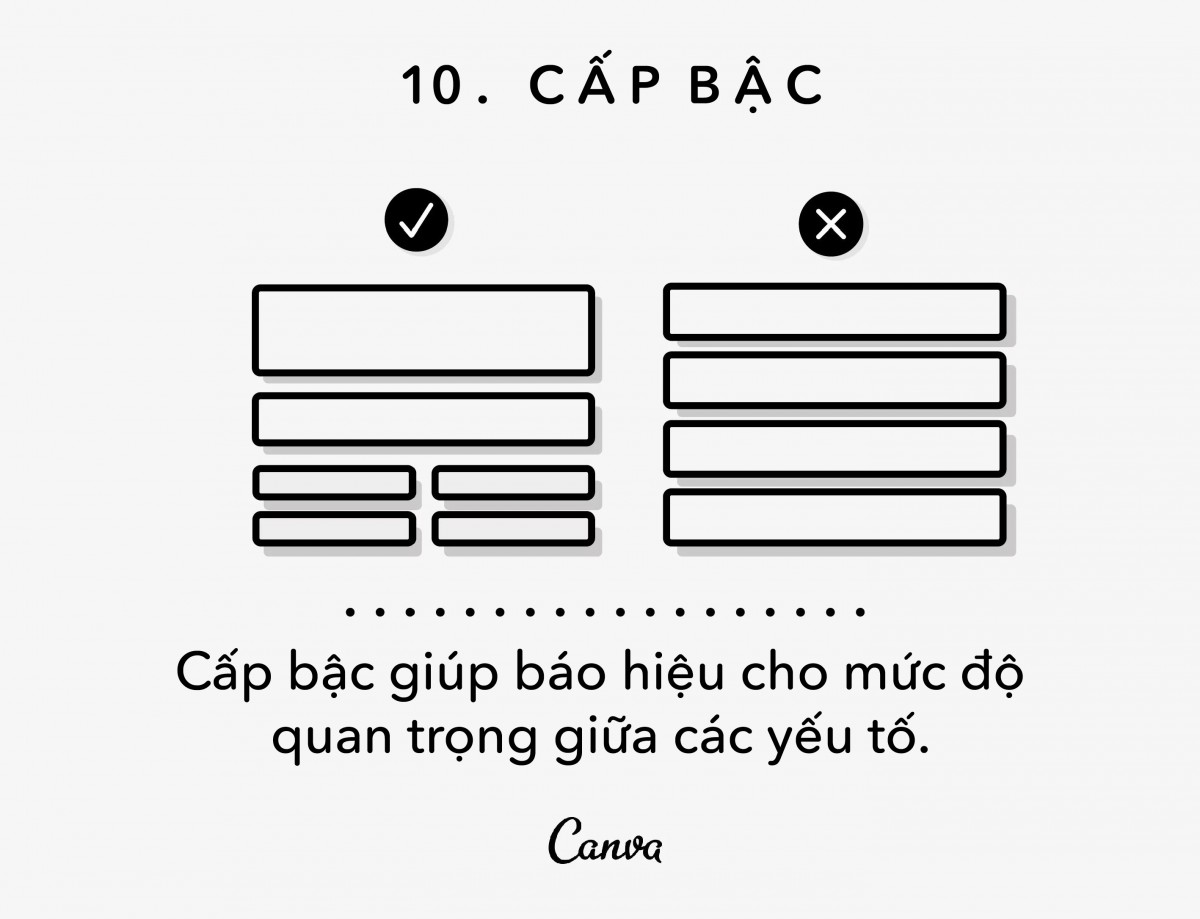 10. CẤP BẬC
Cấp bậc giúp báo hiệu cho mức độ
quan trọng giữa các yếu tố.
Canva